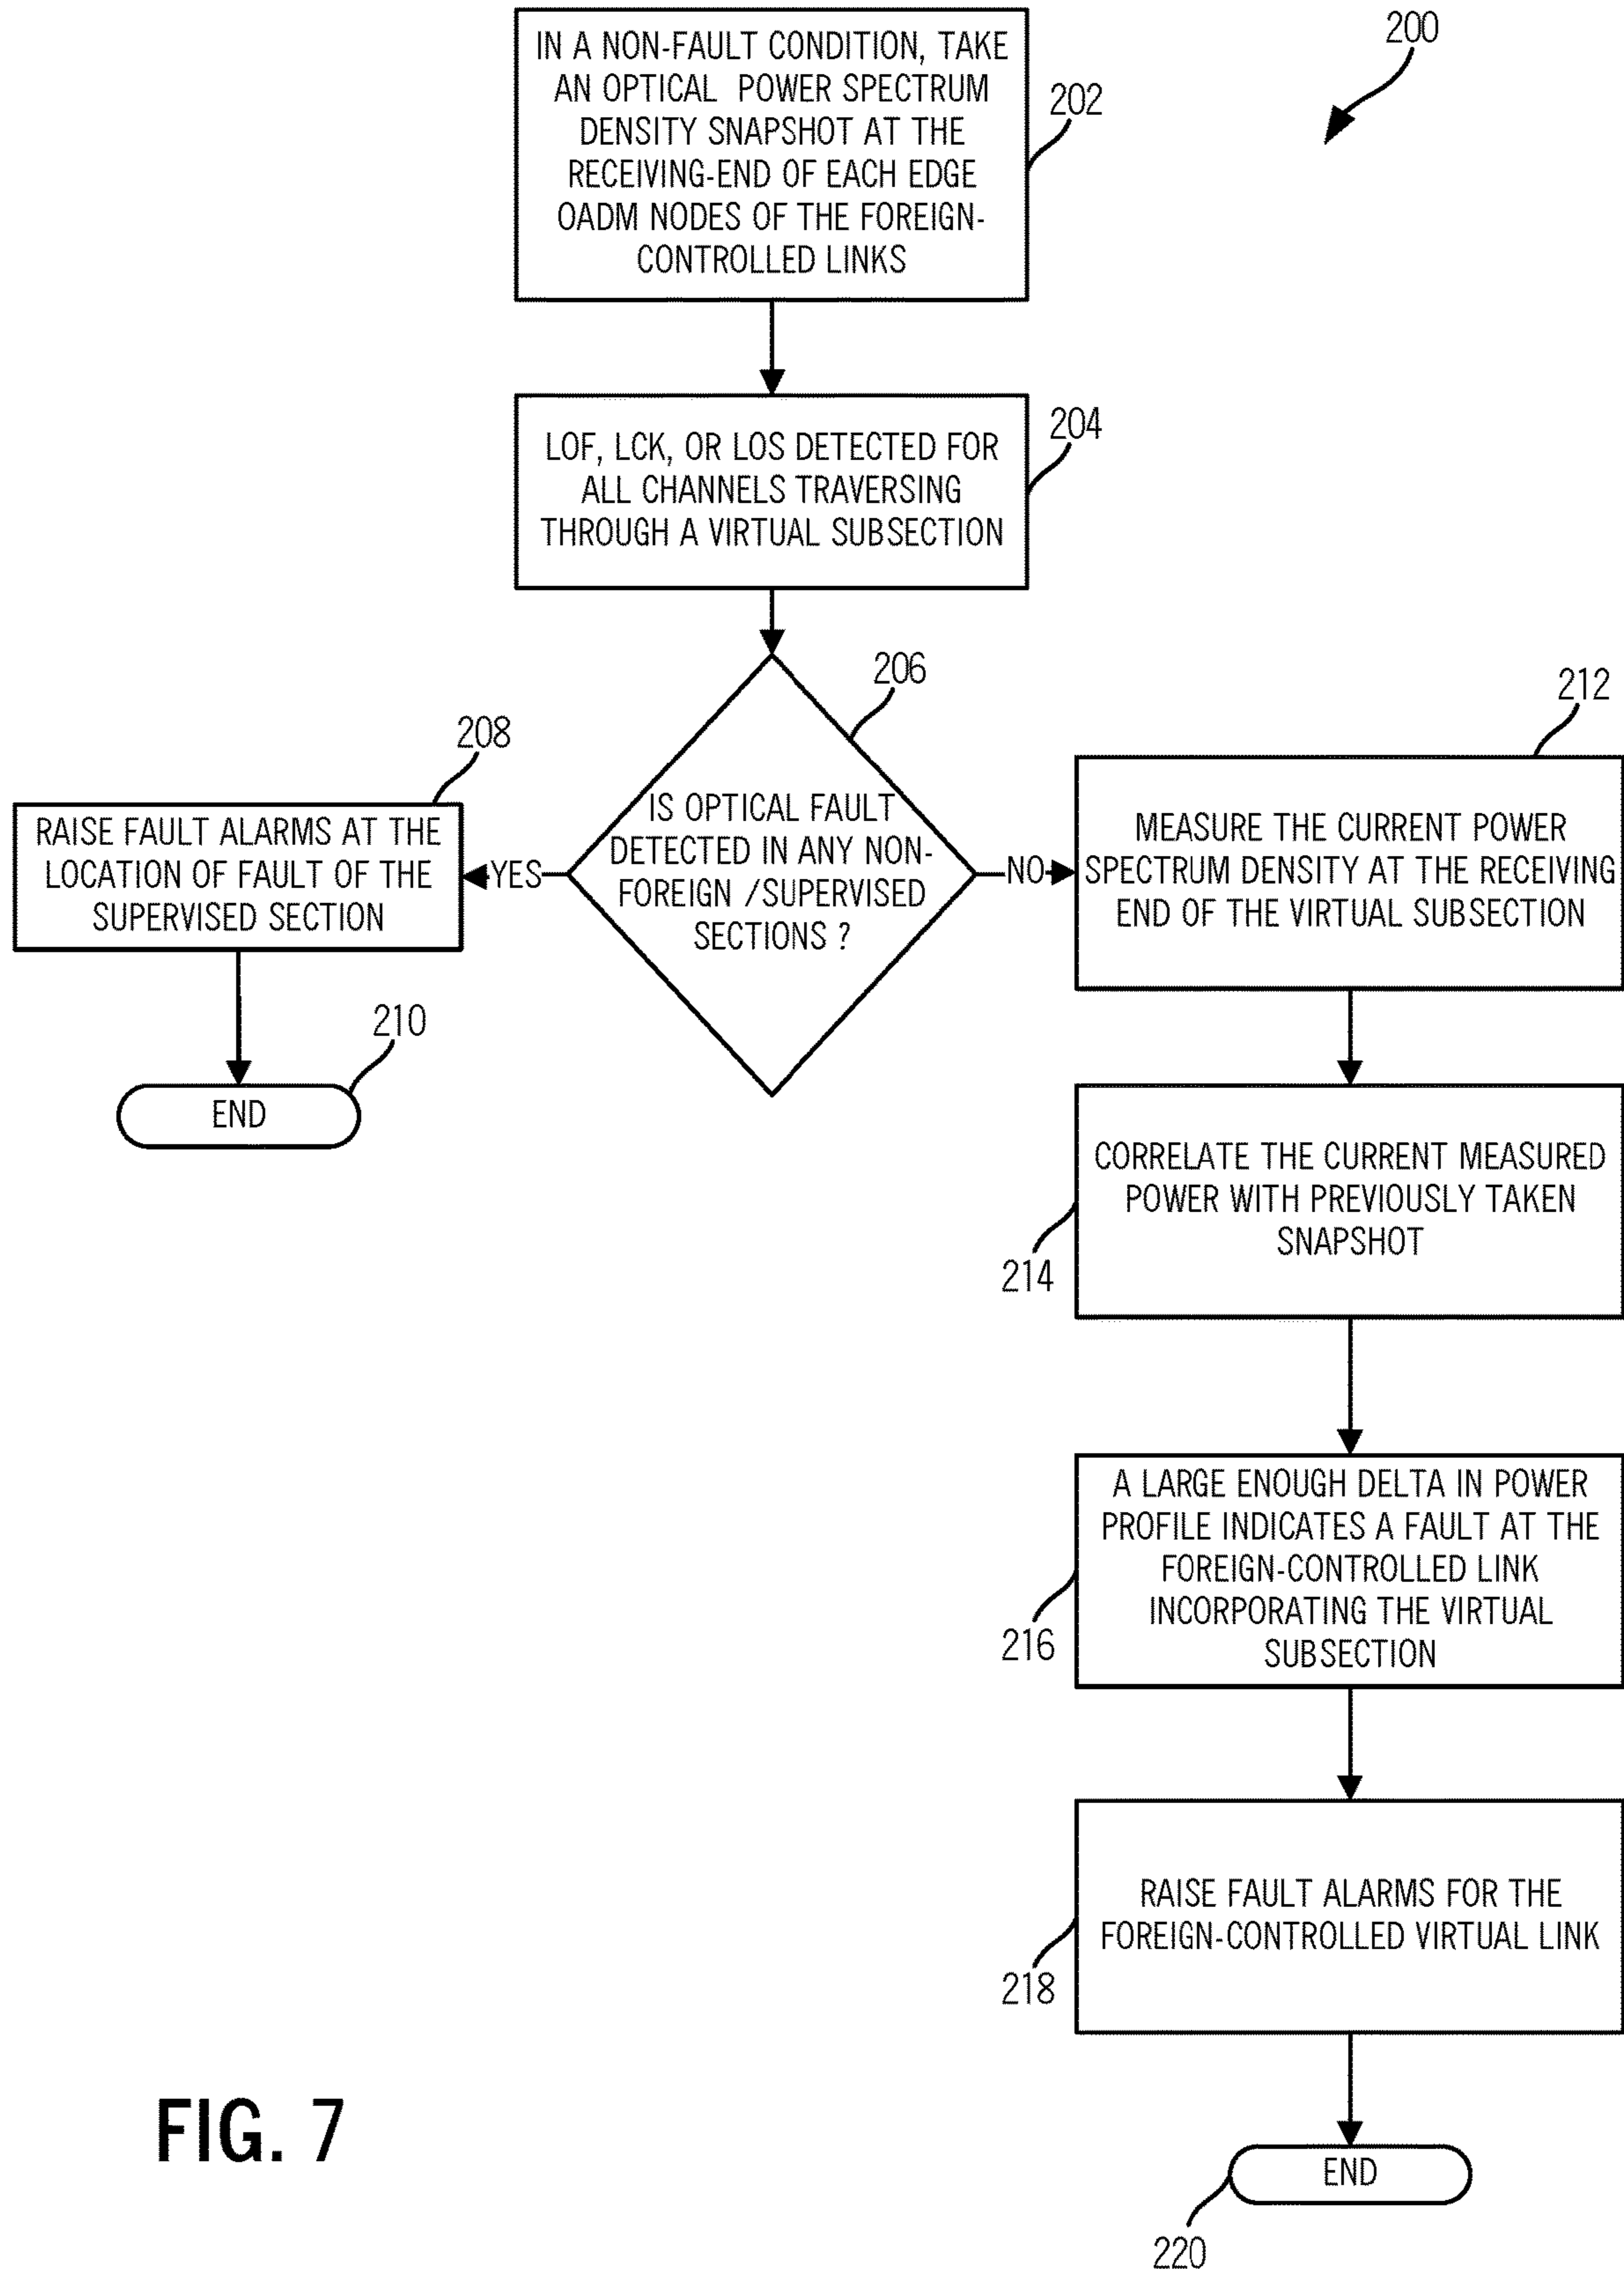 200
IN A NON-FAULT CONDITION, TAKE
AN OPTICAL POWER SPECTRUM
DENSITY SNAPSHOT AT THE
RECEIVING-END OF EACH EDGE
OADM NODES OF THE FOREIGN-
CONTROLLED LINKS
202
LOF, LCK, OR LOS DETECTED FOR
ALL CHANNELS TRAVERSING
THROUGH A VIRTUAL SUBSECTION
204
206
IS OPTICAL FAULT
DETECTED IN ANY NON-
FOREIGN /SUPERVISED
SECTIONS ?
YES
NO
208
RAISE FAULT ALARMS AT THE
LOCATION OF FAULT OF THE
SUPERVISED SECTION
210
END
212
MEASURE THE CURRENT POWER
SPECTRUM DENSITY AT THE RECEIVING
END OF THE VIRTUAL SUBSECTION
CORRELATE THE CURRENT MEASURED
POWER WITH PREVIOUSLY TAKEN
SNAPSHOT
214
A LARGE ENOUGH DELTA IN POWER
PROFILE INDICATES A FAULT AT THE
FOREIGN-CONTROLLED LINK
INCORPORATING THE VIRTUAL
SUBSECTION
216
RAISE FAULT ALARMS FOR THE
FOREIGN-CONTROLLED VIRTUAL LINK
218
END
220
FIG. 7